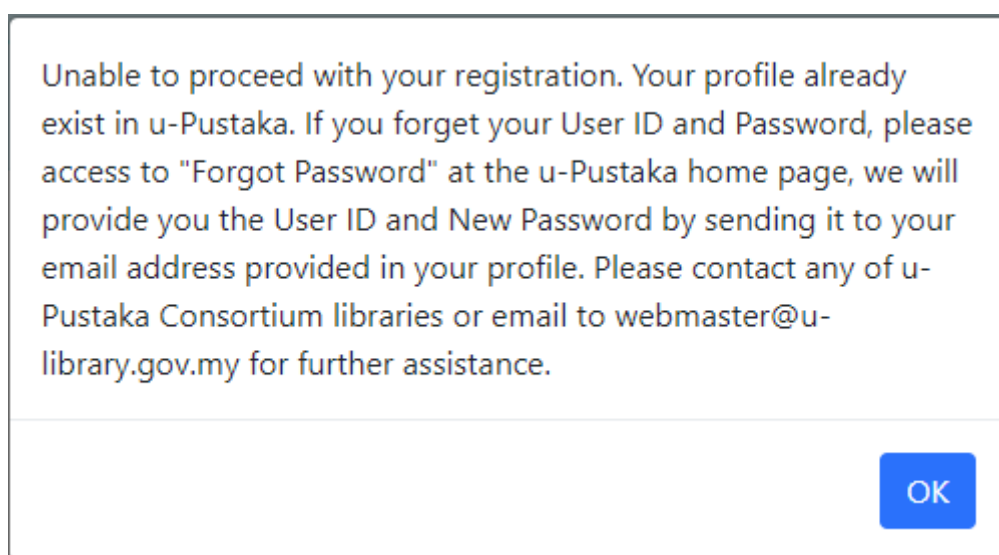 Unable to proceed with your registration. Your profile already
exist in u-Pustaka. If you forget your User ID and Password, please
access to "Forgot Password" at the u-Pustaka home page, we will
provide you the User ID and New Password by sending it to your
email address provided in your profile. Please contact any of u-
Pustaka Consortium libraries or email to webmaster@u-
library.gov.my for further assistance.
OK